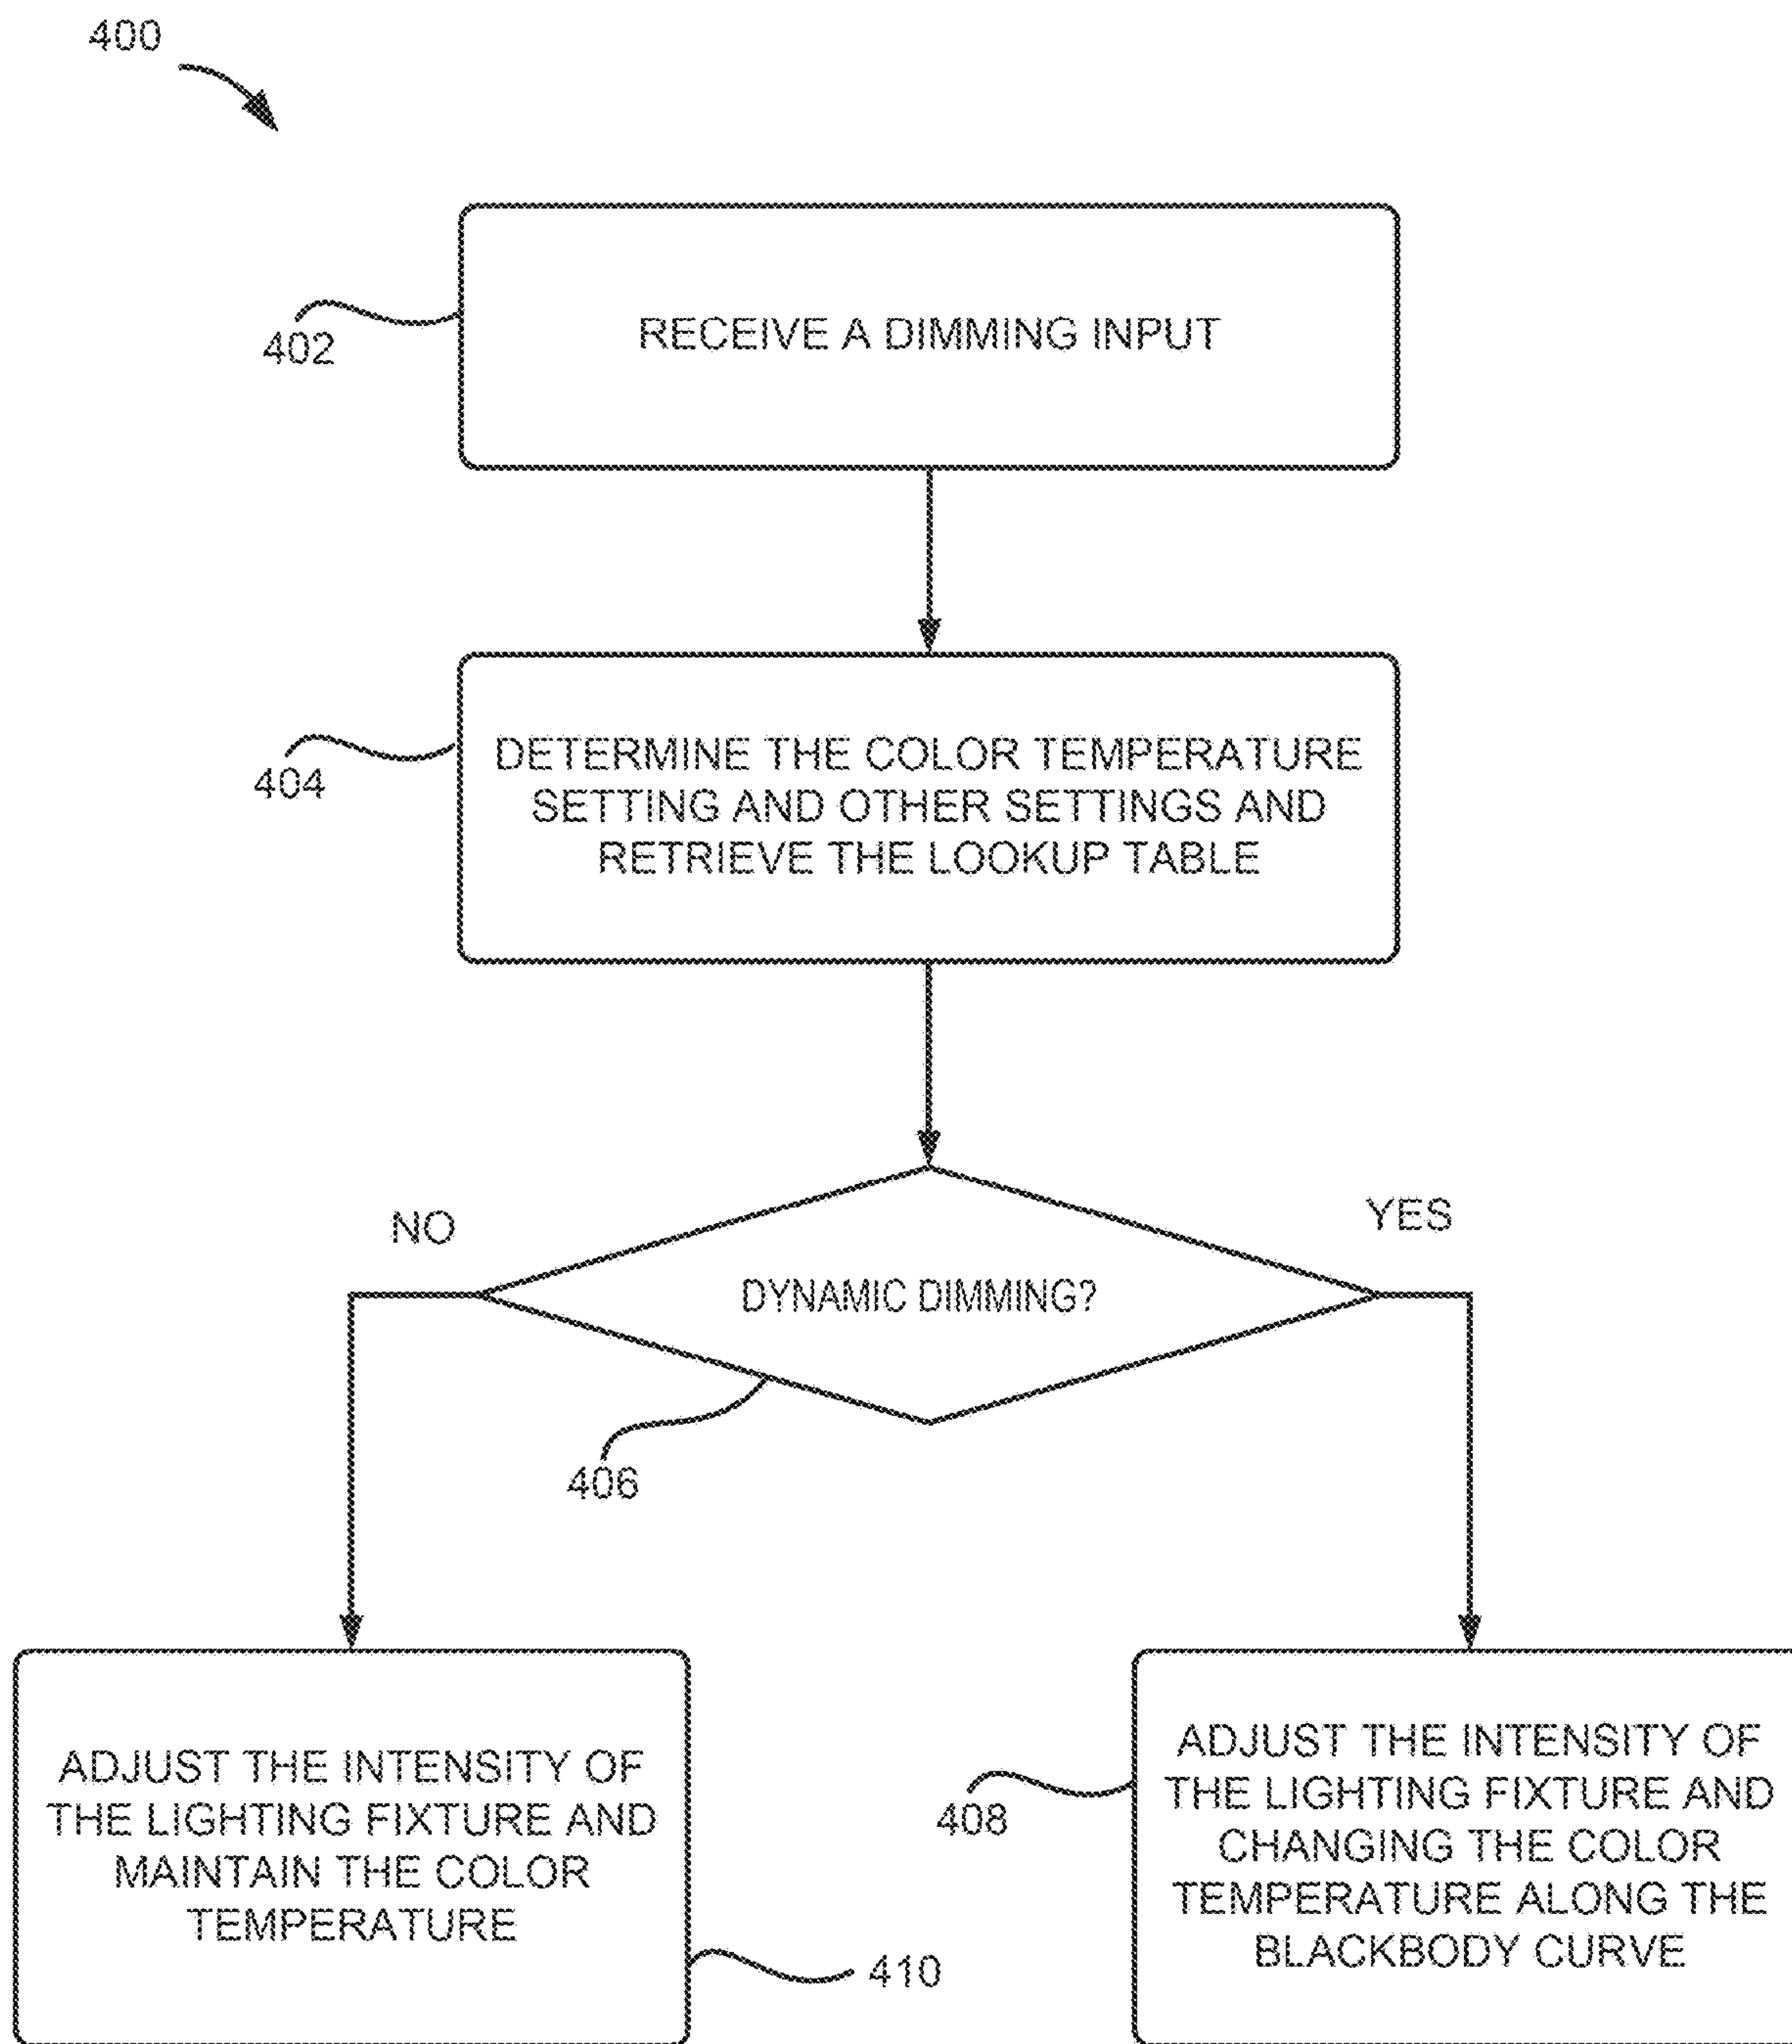 400
402
RECEIVE A DIMMING INPUT
404
DETERMINE THE COLOR TEMPERATURE
SETTING AND OTHER SETTINGS AND
RETRIEVE THE LOOKUP TABLE
NO
YES
DYNAMIC DIMMING?
406
ADJUST THE INTENSITY OF
THE LIGHTING FIXTURE AND
MAINTAIN THE COLOR
TEMPERATURE
410
408
ADJUST THE INTENSITY OF
THE LIGHTING FIXTURE AND
CHANGING THE COLOR
TEMPERATURE ALONG THE
BLACKBODY CURVE